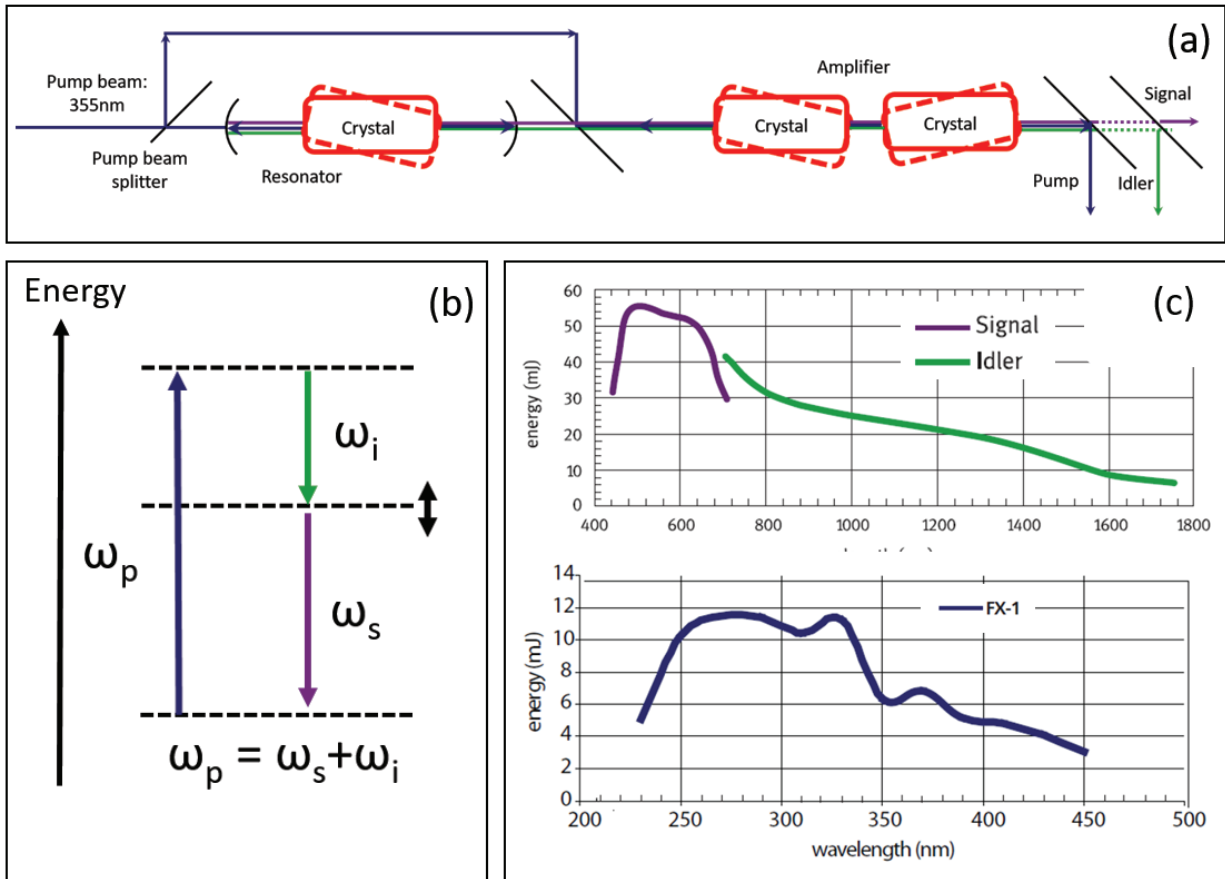 (a)
Pump beam:
355nm
Amplifier
Signal
Crystal
Crystal
Crystal
Pump beam
splitter
Resonator
Pump
Idler
Energy
(b)
ωi
ωp
ωs
ωp = ωs+ωi
(c)
60
50
40
30
20
10
0
energy (mJ)
Signal
Idler
400 600 800 1000 1200 1400 1600 1800
14
12
10
8
6
4
2
0
energy (mJ)
FX-1
200 250 300 350 400 450 500
wavelength (nm)